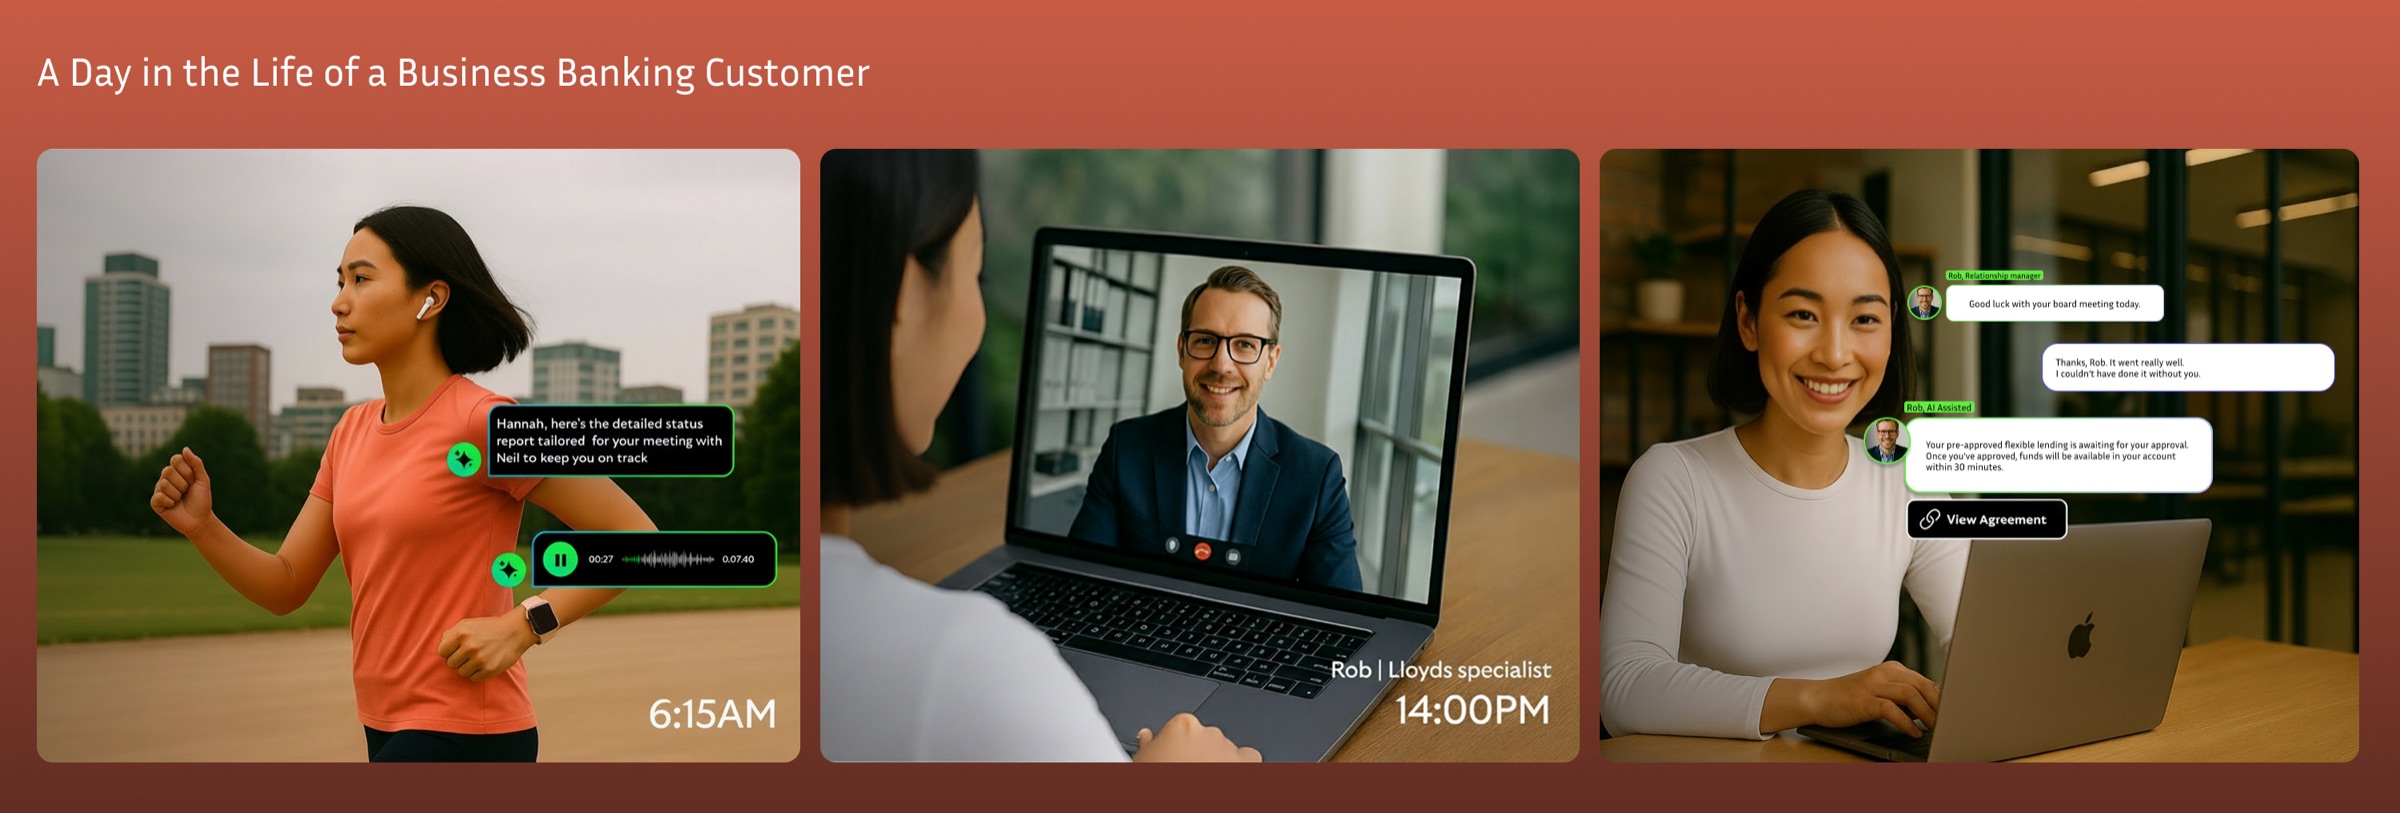 A Day in the Life of a Business Banking Customer
Hannah, here's the detailed status
report tailored for your meeting with
Neil to keep you on track
00:27
0.07.40
6:15AM
Rob | Lloyds specialist
14:00PM
Rob, Relationship manager
Good luck with your board meeting today.
Thanks, Rob. It went really well.
I couldn't have done it without you.
Rob, AI Assisted
Your pre-approved flexible lending is awaiting for your approval.
Once you've approved, funds will be available in your account
within 30 minutes.
View Agreement